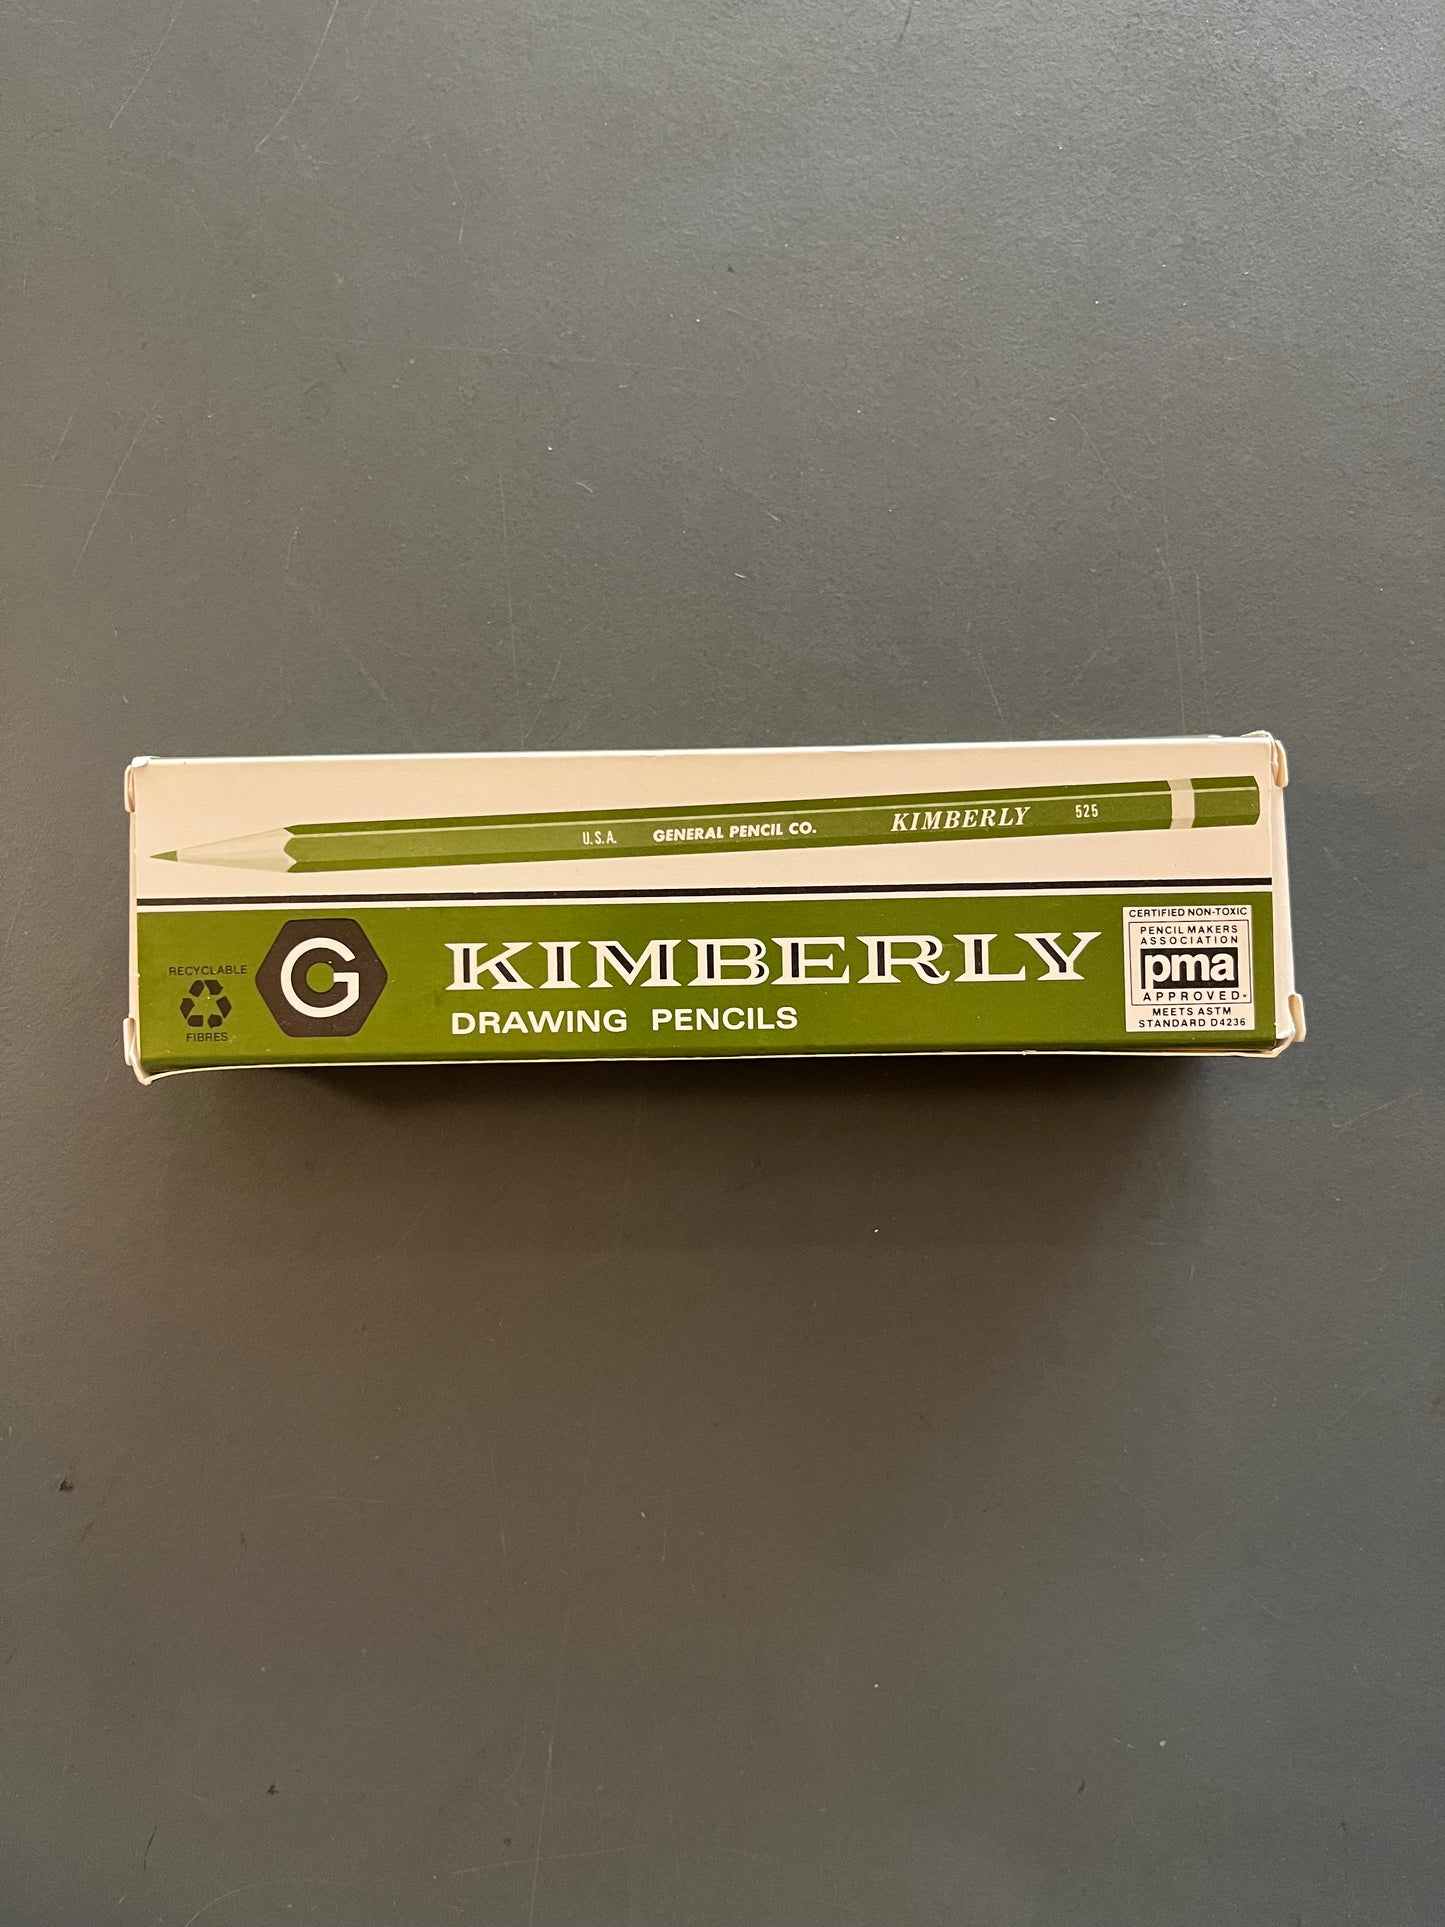 U.S.A. GENERAL PENCIL CO. KIMBERLY 525
RECYCLABLE
FIBRES
G
KIMBERLY
DRAWING PENCILS
CERTIFIED NON-TOXIC
PENCIL MAKERS
ASSOCIATION
pma
APPROVED
MEETS ASTM
STANDARD D4236